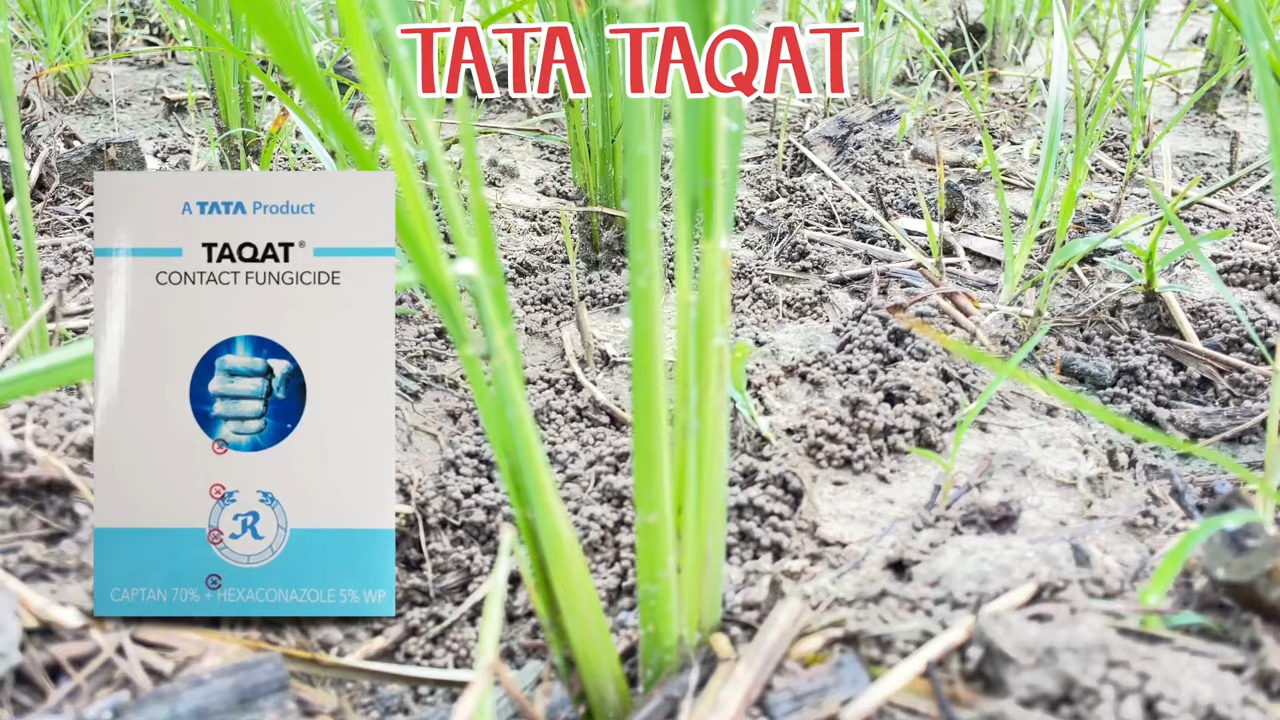 TATA TAQAT
A TATA Product
TAQAT®
CONTACT FUNGICIDE
R
CAPTAN 70% + HEXACONAZOLE 5% WP